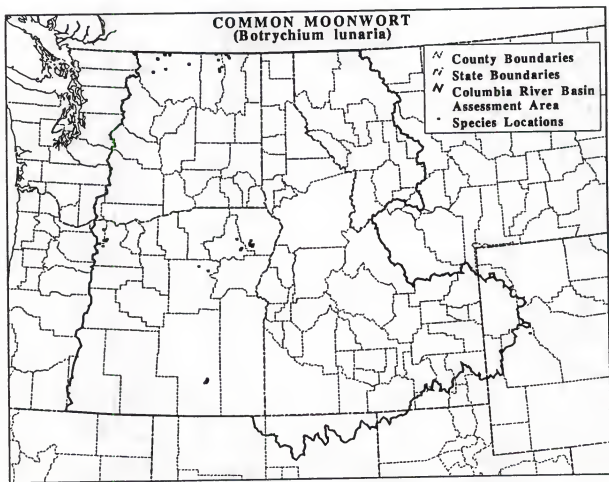 COMMON MOONWORT
(Botrychium lunaria)
County Boundaries
State Boundaries
Columbia River Basin
Assessment Area
Species Locations